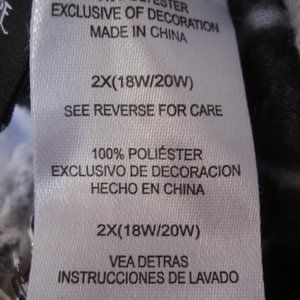 EXCLUSIVE OF DECORATION
MADE IN CHINA
2X(18W/20W)
SEE REVERSE FOR CARE
100% POLIÉSTER
EXCLUSIVO DE DECORACION
HECHO EN CHINA
2X(18W/20W)
VEA DETRAS
INSTRUCCIONES DE LAVADO